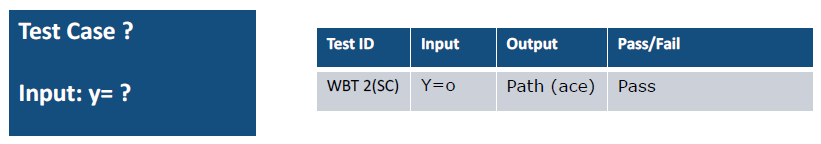 Test Case ?
Input: y= ?
Test ID Input Output Pass/Fail
WBT 2(SC) Y=o Path (ace) Pass